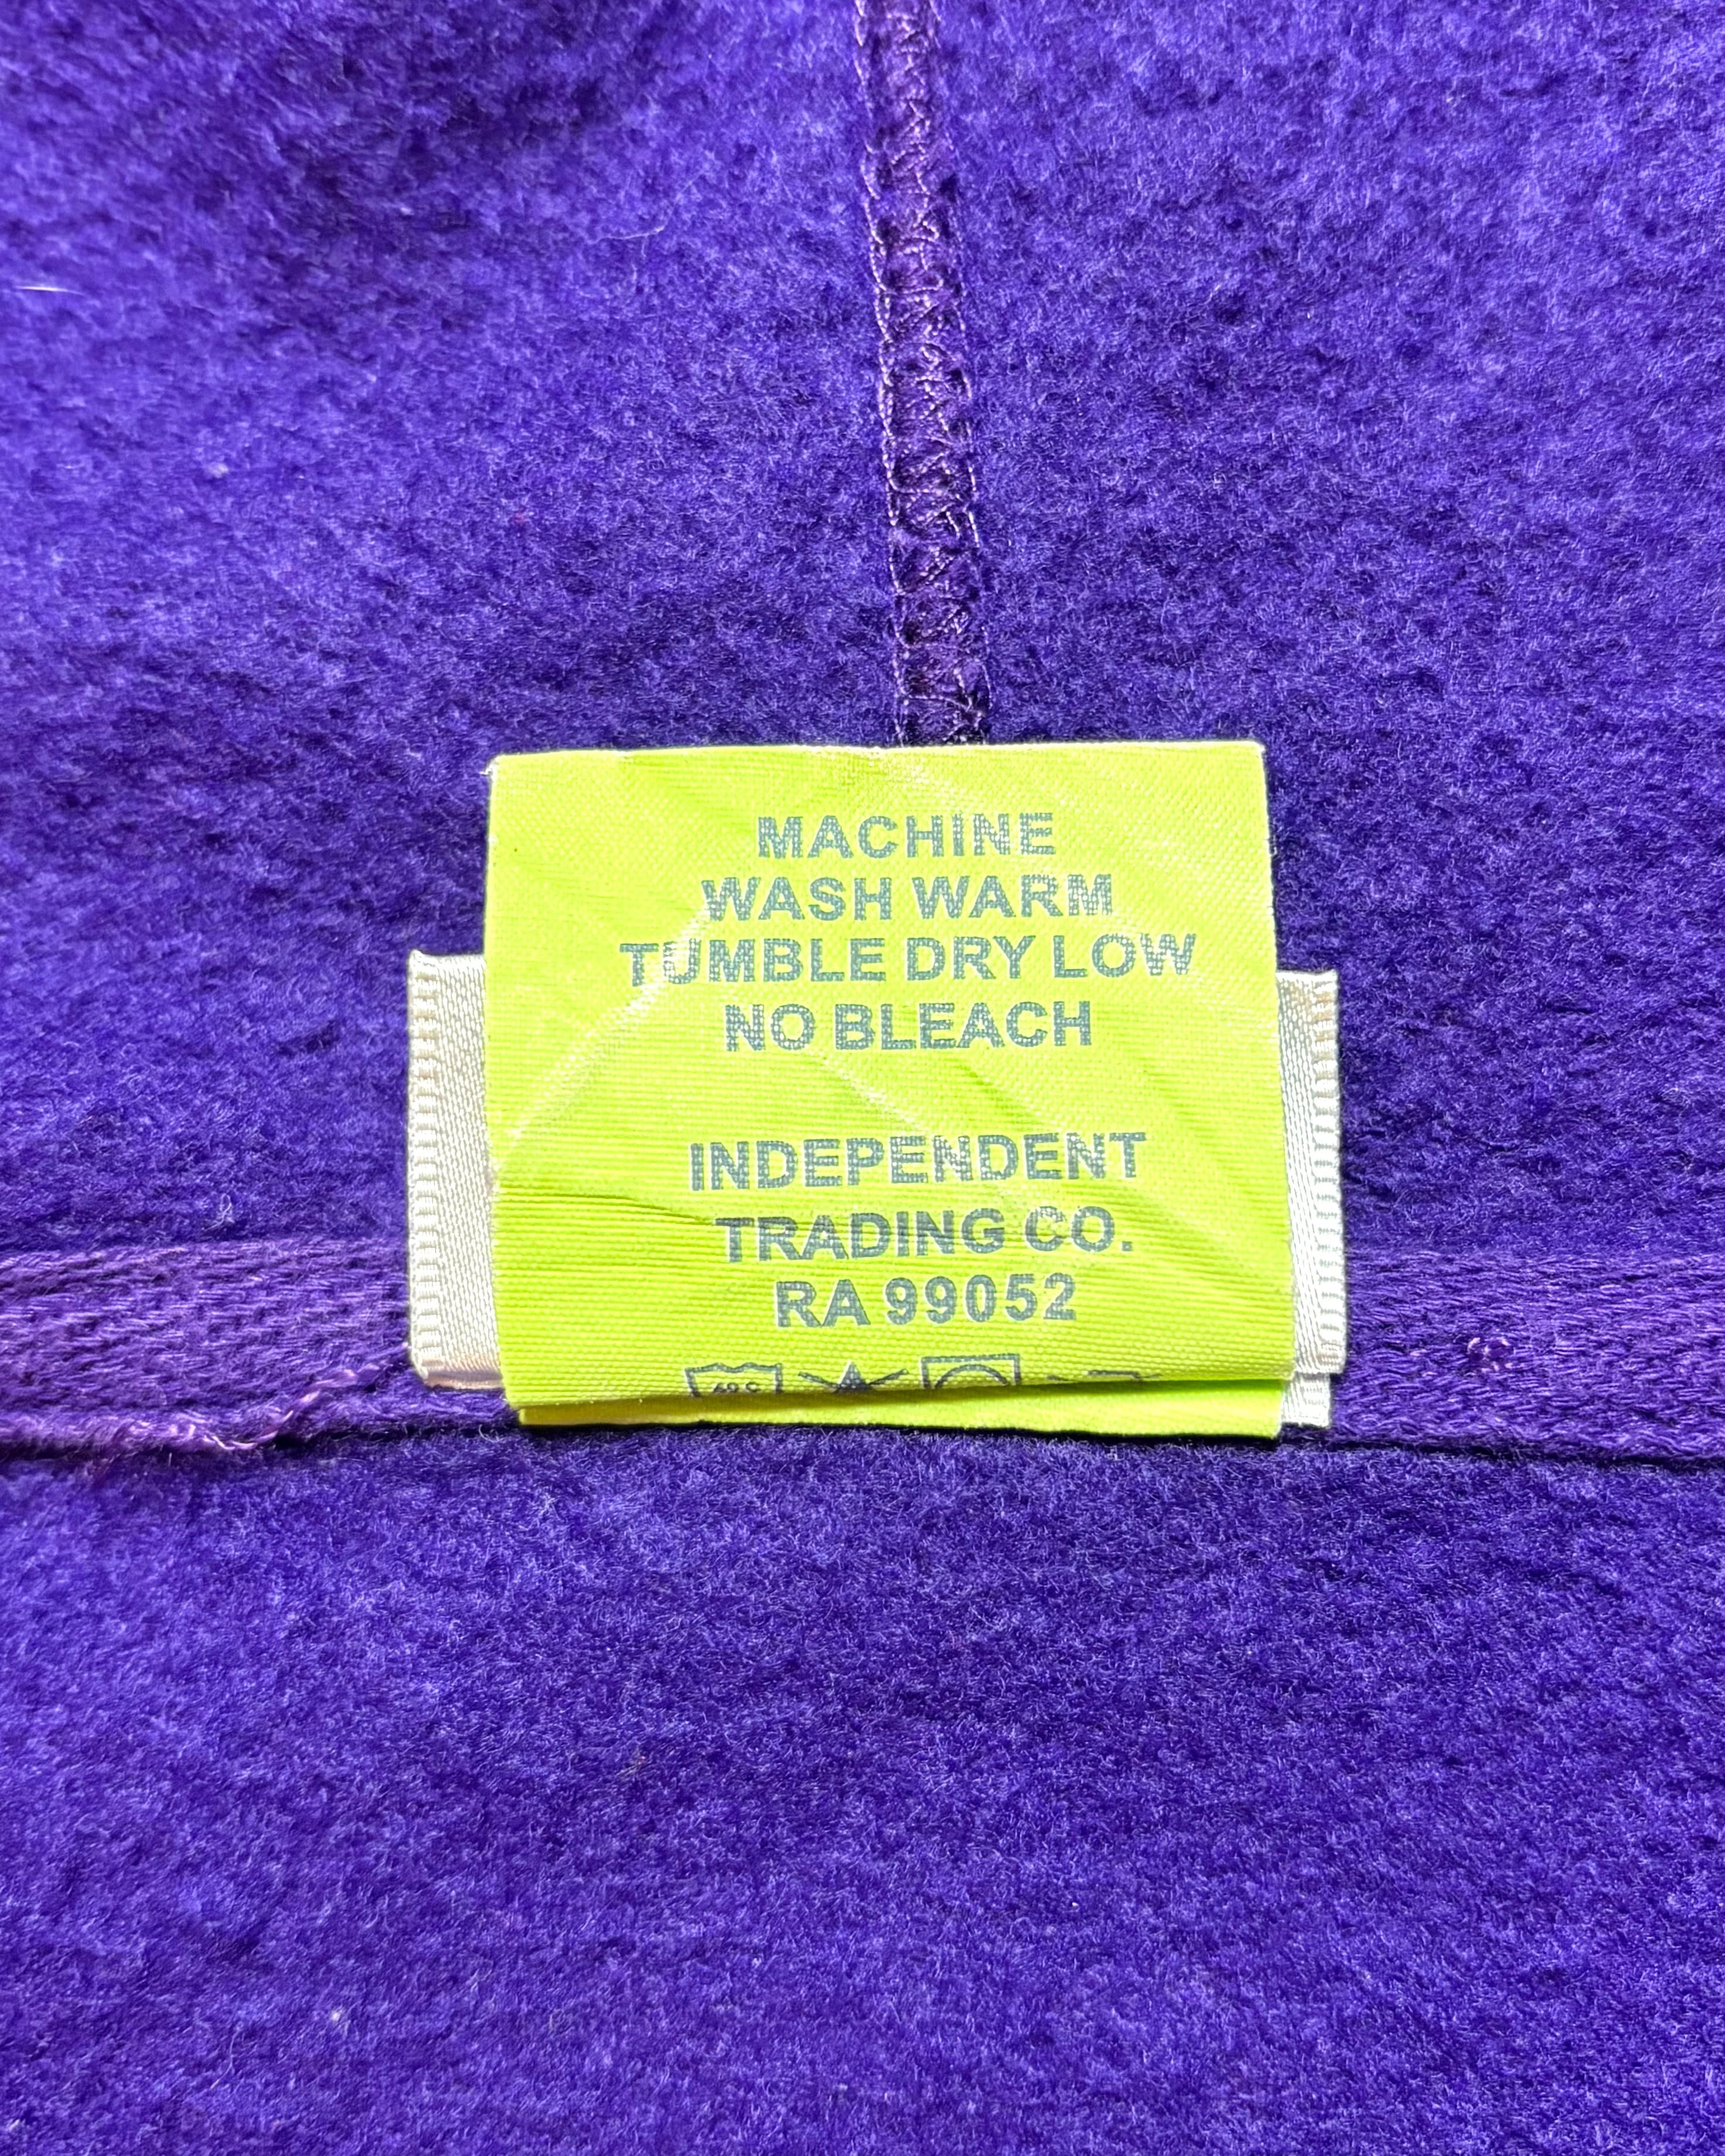 MACHINE
WASH WARM
TUMBLE DRY LOW
NO BLEACH
INDEPENDENT
TRADING CO.
RA 99052